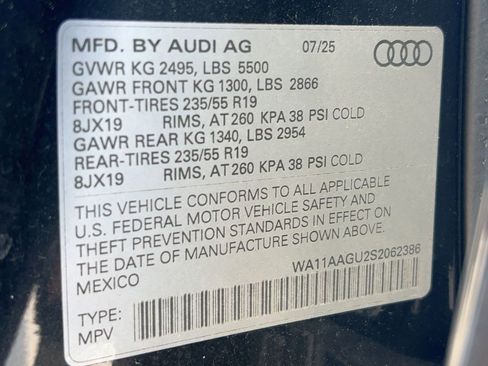 MFD. BY AUDI AG 07/25
GVWR KG 2495, LBS 5500
GAWR FRONT KG 1300, LBS 2866
FRONT-TIRES 235/55 R19
8JX19 RIMS, AT 260 KPA 38 PSI COLD
GAWR REAR KG 1340, LBS 2954
REAR-TIRES 235/55 R19
8JX19 RIMS, AT 260 KPA 38 PSI COLD
THIS VEHICLE CONFORMS TO ALL APPLICABLE
U.S. FEDERAL MOTOR VEHICLE SAFETY AND
THEFT PREVENTION STANDARDS IN EFFECT ON
THE DATE OF MANUFACTURE SHOWN ABOVE.
MEXICO
WA11AAGU2S2062386
TYPE:
MPV